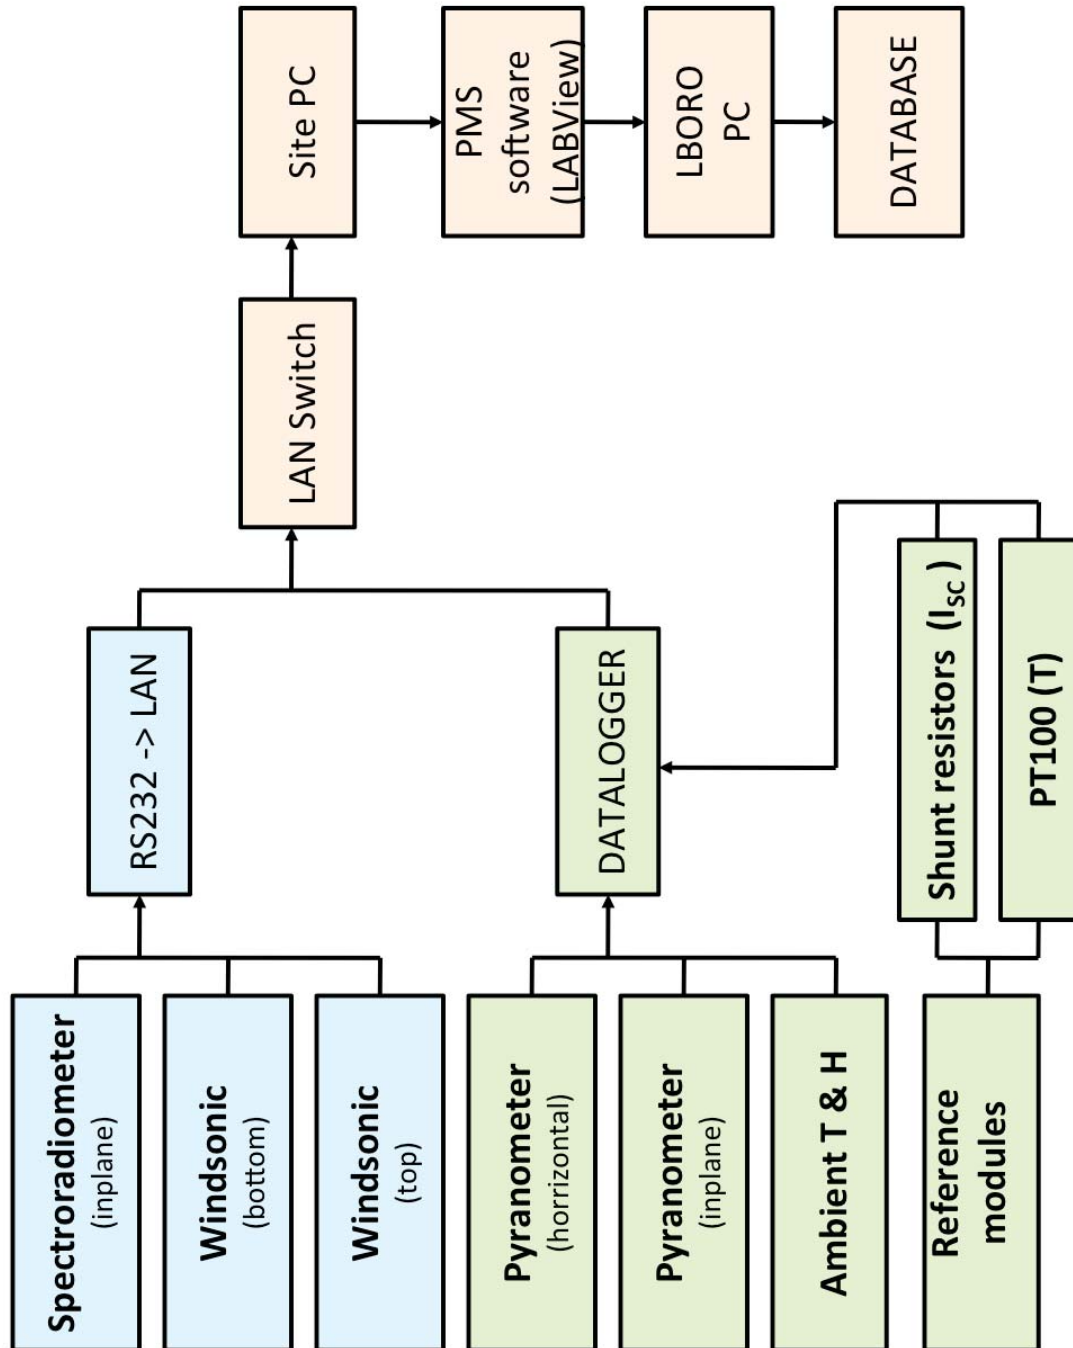 Spectroradiometer
(inplane)
Windsonic
(bottom)
Windsonic
(top)
Pyranometer
(horrizontal)
Pyranometer
(inplane)
Ambient T & H
Reference
modules
RS232 -> LAN
DATALOGGER
Shunt resistors (I_SC)
PT100 (T)
LAN Switch
Site PC
PMS
software
(LABView)
LBORO
PC
DATABASE